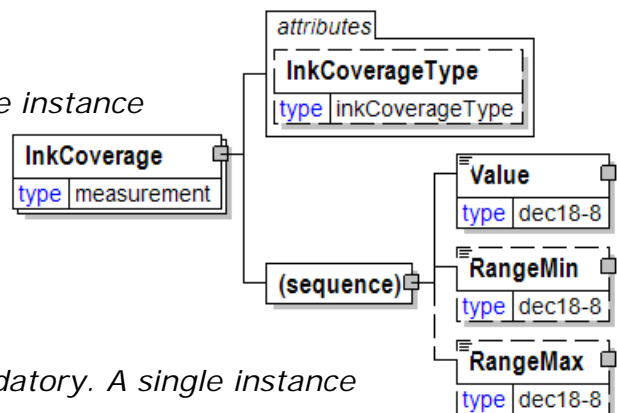 attributes
InkCoverageType
type inkCoverageType
instance
InkCoverage
type measurement
Value
type dec18-8
(sequence)
RangeMin
type dec18-8
RangeMax
type dec18-8
A single instance